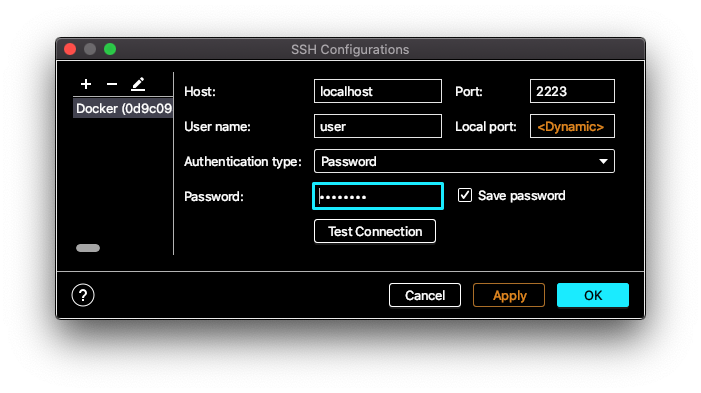 SSH Configurations
Docker (0d9c09
Host:
localhost
Port:
2223
User name:
user
Local port:
<Dynamic>
Authentication type:
Password
Password:
••••••••
Save password
Test Connection
?
Cancel
Apply
OK